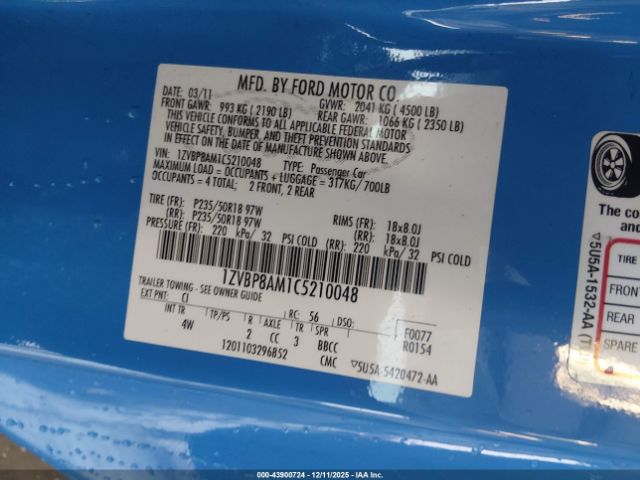 MFD. BY FORD MOTOR CO.
DATE: 03/11 GVWR: 2041 KG ( 4500 LB)
FRONT GAWR: 993 KG ( 2190 LB) REAR GAWR: 1066 KG ( 2350 LB)
THIS VEHICLE CONFORMS TO ALL APPLICABLE FEDERAL MOTOR
VEHICLE SAFETY, BUMPER, AND THEFT PREVENTION STANDARDS
IN EFFECT ON THE DATE OF MANUFACTURE SHOWN ABOVE.
VIN: 1ZVBP8AM1C5210048 TYPE: Passenger Car
MAXIMUM LOAD = OCCUPANTS + LUGGAGE = 317KG/700LB
OCCUPANTS = 4 TOTAL: 2 FRONT, 2 REAR
TIRE (FR): P235/50R18 97W RIMS (FR): 18x8.0J
(RR): P235/50R18 97W (RR): 18x8.0J
PRESSURE (FR): 220 kPa/ 32 PSI COLD (RR): 220 kPa/ 32 PSI COLD
1ZVBP8AM1C5210048
TRAILER TOWING - SEE OWNER GUIDE
EXT PNT: CI RC: 56 DSO: F0077
INT TR TP/PS R AXLE TR SPR R0154
4W 2 CC 3 BBCC
1201103296852 CMC ▽5U5A-5420472-AA
▽5U5A-1532-AA (T
The co
and
TIRE
FRONT
REAR
SPARE
000-43900724 - 12/11/2025 - IAAI.com